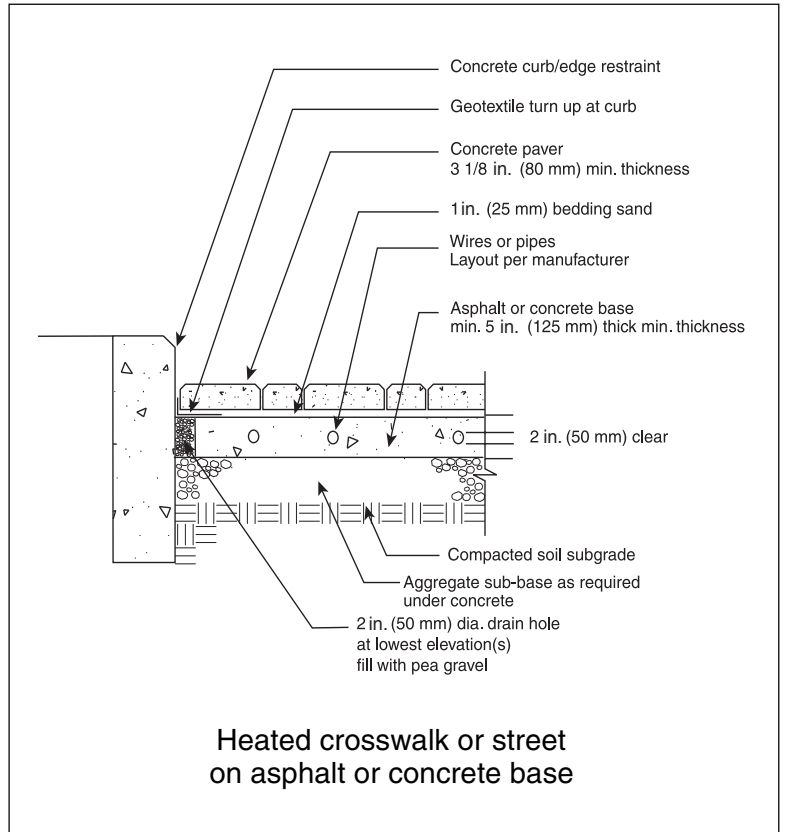 Concrete curb/edge restraint
Geotextile turn up at curb
Concrete paver
3 1/8 in. (80 mm) min. thickness
1 in. (25 mm) bedding sand
Wires or pipes
Layout per manufacturer
Asphalt or concrete base
min. 5 in. (125 mm) thick min. thickness
2 in. (50 mm) clear
Compacted soil subgrade
Aggregate sub-base as required
under concrete
2 in. (50 mm) dia. drain hole
at lowest elevation(s)
fill with pea gravel
Heated crosswalk or street
on asphalt or concrete base